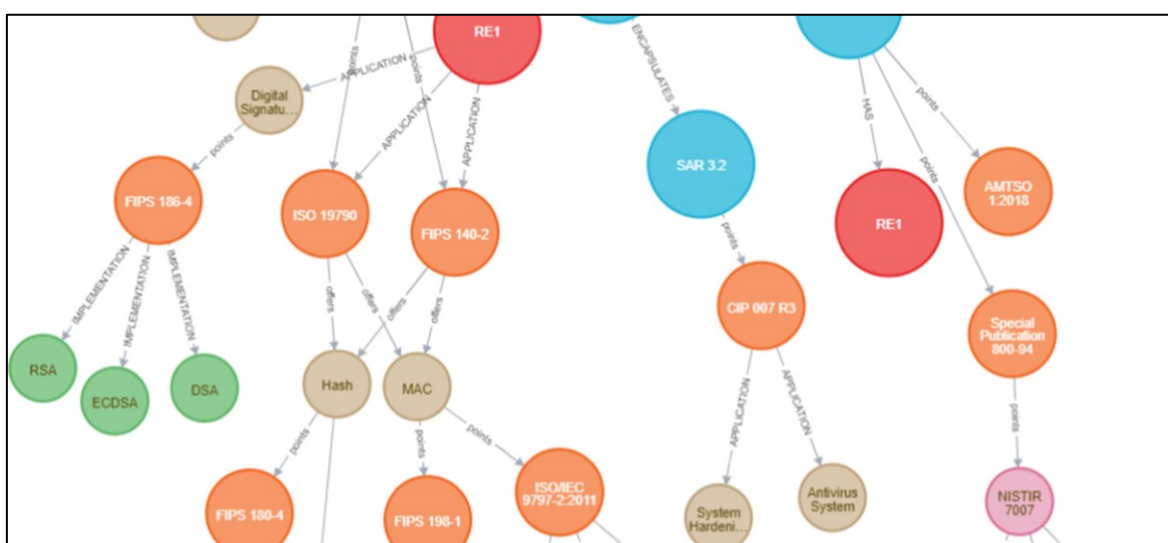 RE1
points
points
APPLICATION
APPLICATION
APPLICATION
Digital
Signatu...
points
FIPS 186-4
ISO 19790
FIPS 140-2
IMPLEMENTATION
IMPLEMENTATION
IMPLEMENTATION
offers
offers
offers
offers
RSA
ECDSA
DSA
Hash
MAC
points
points
points
FIPS 180-4
FIPS 198-1
ISO/IEC
9797-2:2011
ENCAPSULATES
SAR 3.2
points
CIP 007 R3
APPLICATION
APPLICATION
System
Hardeni...
Antivirus
System
HAS
points
points
RE1
AMTSO
1:2018
Special
Publication
800-94
points
NISTIR
7007